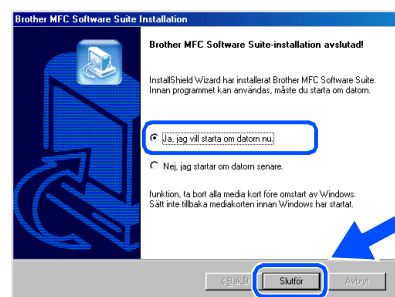 Brother MFC Software Suite Installation
Brother MFC Software Suite-installation avslutad!
InstallShield Wizard har installerat Brother MFC Software Suite.
Innan programmet kan användas, måste du starta om datorn.
Ja, jag vill starta om datorn nu.
Nej, jag startar om datorn senare.
funktion, ta bort alla media kort före omstart av Windows.
Sätt inte tillbaka mediakorten innan Windows har startat.
< Bakåt
Slutför
Avbryt